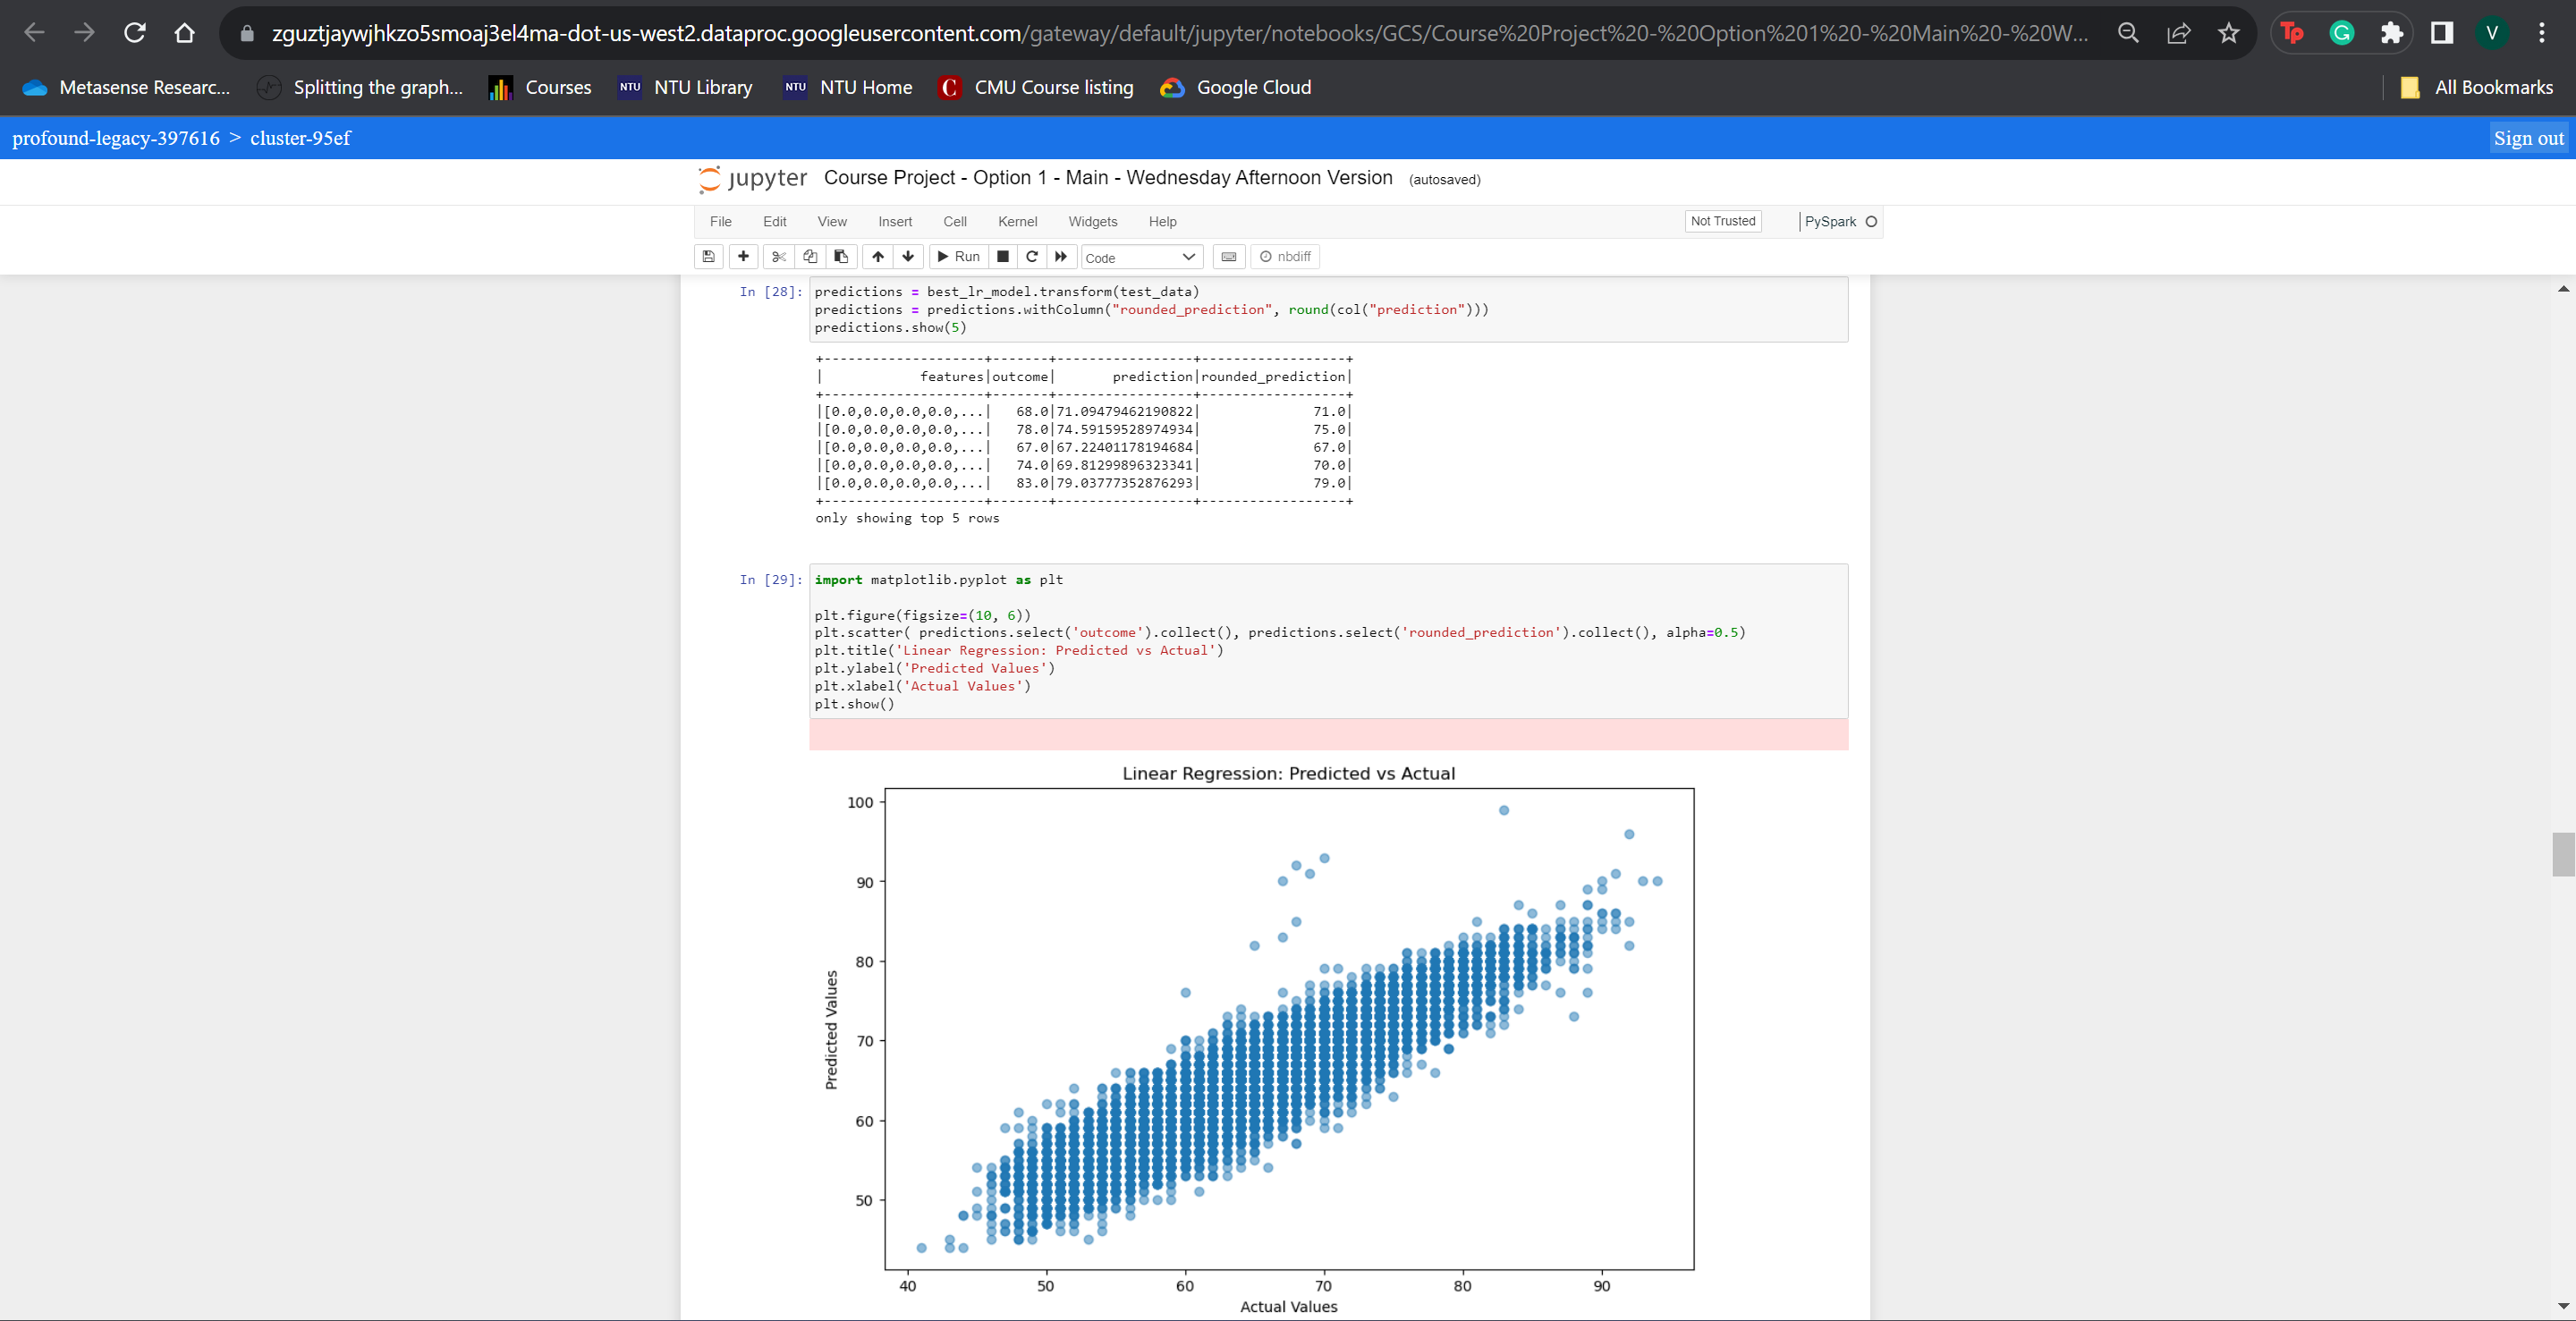 zguztjaywjhkzo5smoaj3el4ma-dot-us-west2.dataproc.googleusercontent.com/gateway/default/jupyter/notebooks/GCS/Course%20Project%20-%20Option%201%20-%20Main%20-%20W...
Tp
G
V
Metasense Researc...
Splitting the graph...
Courses
NTU NTU Library
NTU NTU Home
C CMU Course listing
Google Cloud
All Bookmarks
profound-legacy-397616 > cluster-95ef
Sign out
jupyter Course Project - Option 1 - Main - Wednesday Afternoon Version (autosaved)
File Edit View Insert Cell Kernel Widgets Help Not Trusted PySpark
Run Code nbdiff
In [28]: predictions = best_lr_model.transform(test_data)
predictions = predictions.withColumn("rounded_prediction", round(col("prediction")))
predictions.show(5)
+--------------------+-------+-----------------+------------------+
|            features|outcome|       prediction|rounded_prediction|
+--------------------+-------+-----------------+------------------+
|[0.0,0.0,0.0,0.0,...|   68.0|71.09479462190822|              71.0|
|[0.0,0.0,0.0,0.0,...|   78.0|74.59159528974934|              75.0|
|[0.0,0.0,0.0,0.0,...|   67.0|67.22401178194684|              67.0|
|[0.0,0.0,0.0,0.0,...|   74.0|69.81299896323341|              70.0|
|[0.0,0.0,0.0,0.0,...|   83.0|79.03777352876293|              79.0|
+--------------------+-------+-----------------+------------------+
only showing top 5 rows
In [29]: import matplotlib.pyplot as plt
plt.figure(figsize=(10, 6))
plt.scatter( predictions.select('outcome').collect(), predictions.select('rounded_prediction').collect(), alpha=0.5)
plt.title('Linear Regression: Predicted vs Actual')
plt.ylabel('Predicted Values')
plt.xlabel('Actual Values')
plt.show()
Linear Regression: Predicted vs Actual
100
90
80
70
60
50
Predicted Values
40 50 60 70 80 90
Actual Values